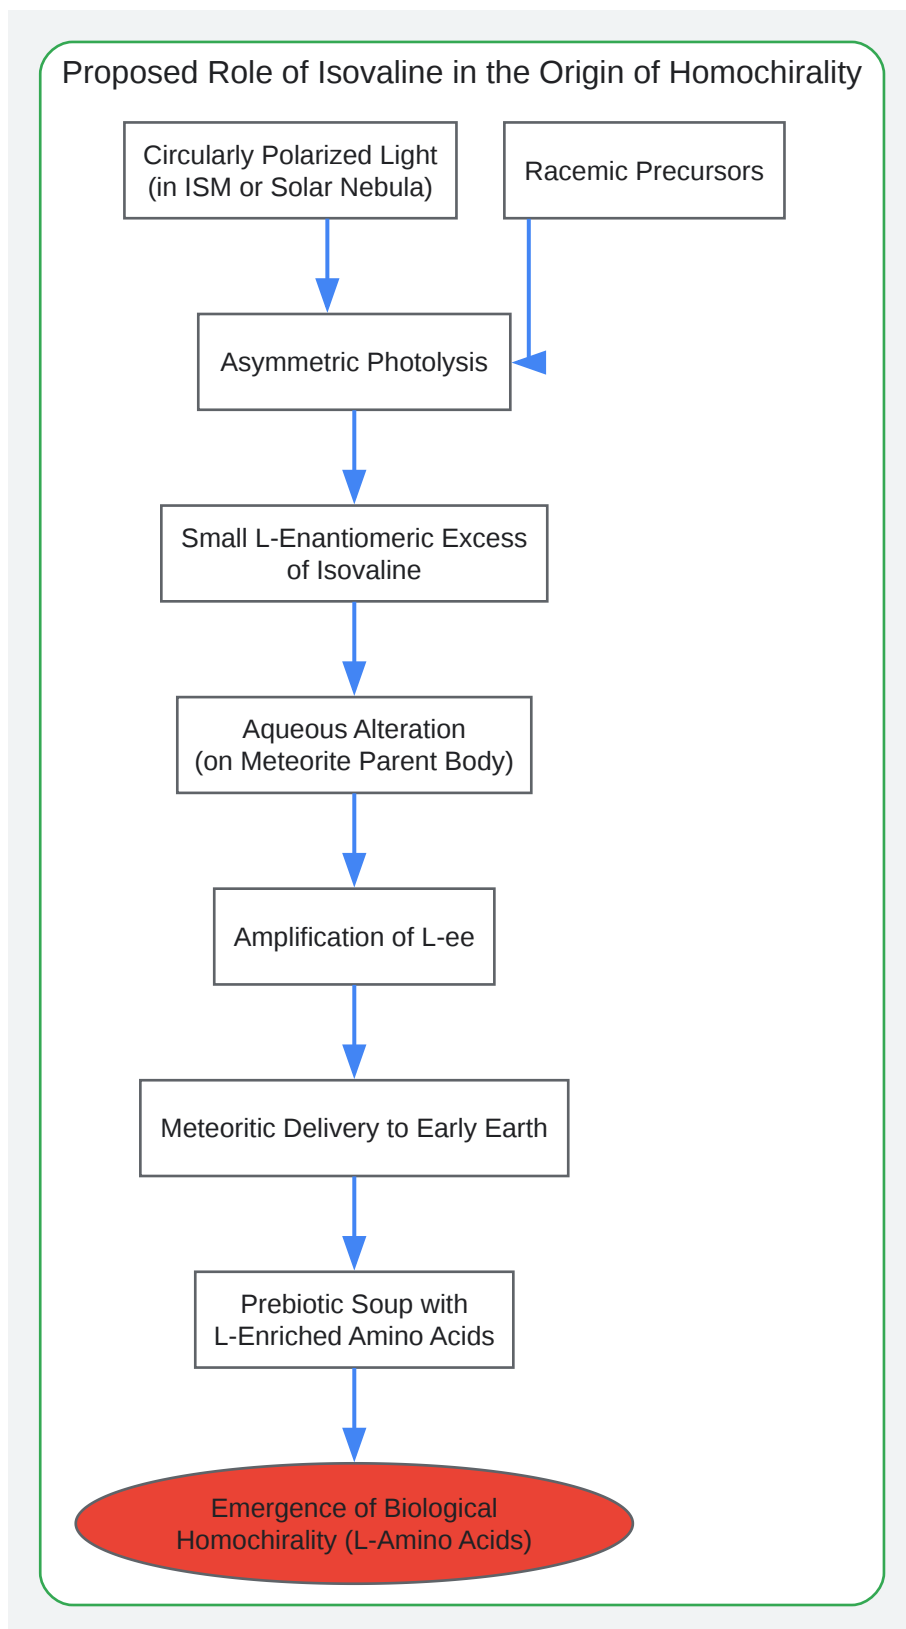 Proposed Role of Isovaline in the Origin of Homochirality
Circularly Polarized Light
(in ISM or Solar Nebula)
Racemic Precursors
Asymmetric Photolysis
Small L-Enantiomeric Excess
of Isovaline
Aqueous Alteration
(on Meteorite Parent Body)
Amplification of L-ee
Meteoritic Delivery to Early Earth
Prebiotic Soup with
L-Enriched Amino Acids
Emergence of Biological
Homochirality (L-Amino Acids)